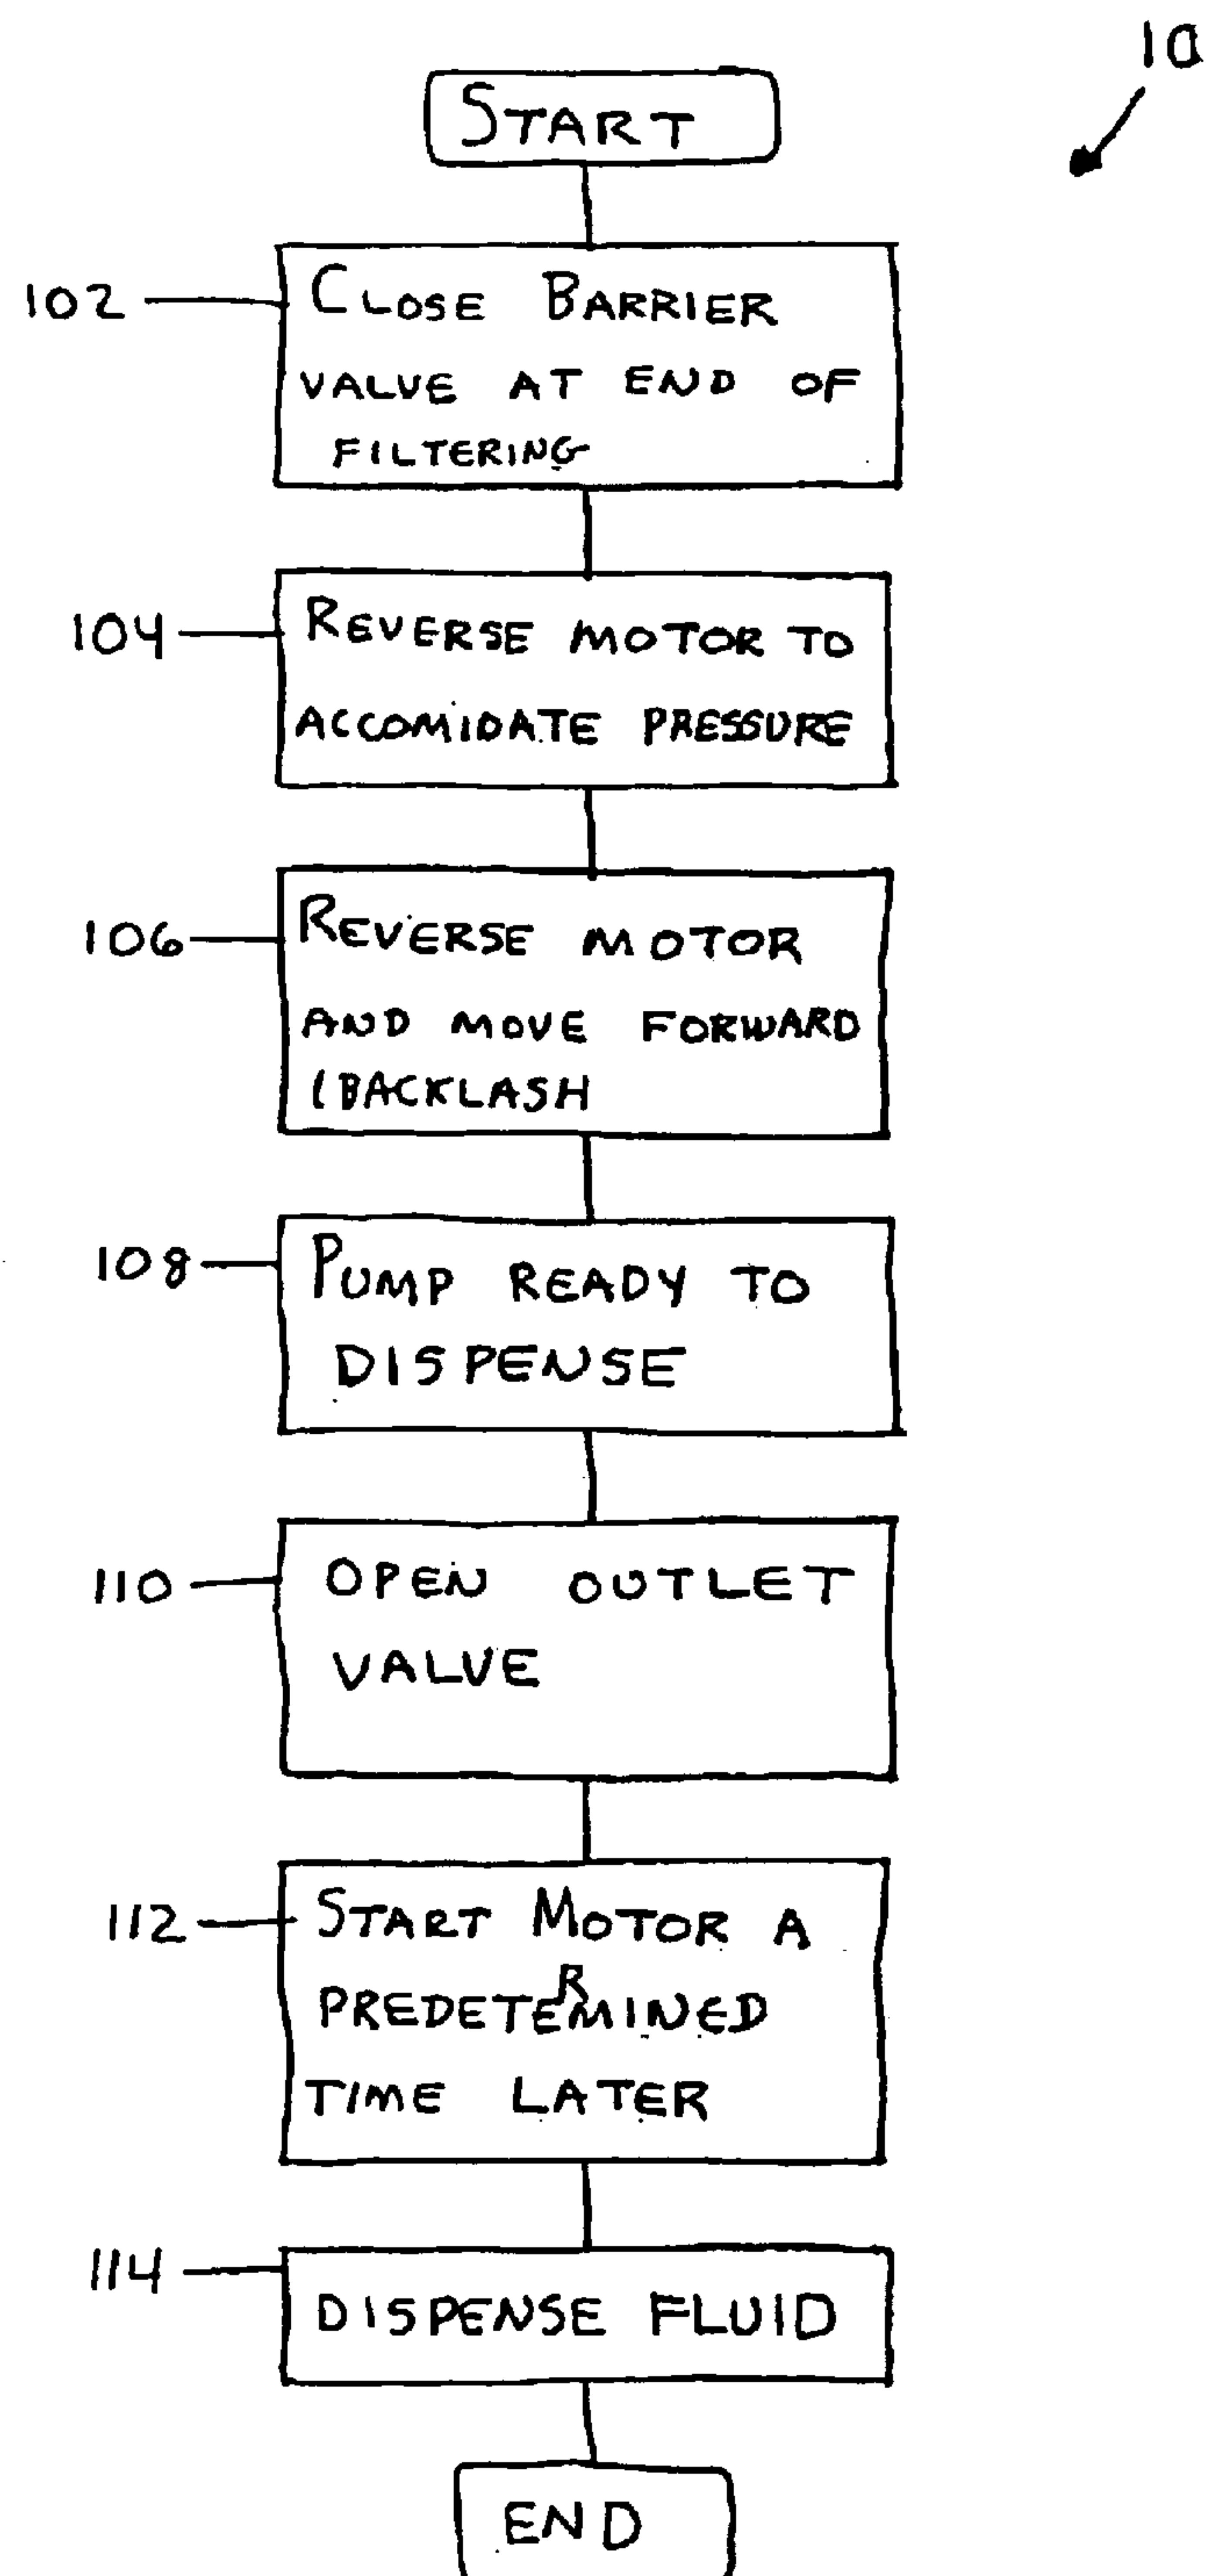 10
START
102
CLOSE BARRIER
VALVE AT END OF
FILTERING
104
REVERSE MOTOR TO
ACCOMIDATE PRESSURE
106
REVERSE MOTOR
AND MOVE FORWARD
(BACKLASH
108
PUMP READY TO
DISPENSE
110
OPEN OUTLET
VALVE
112
START MOTOR A
PREDETERMINED
TIME LATER
114
DISPENSE FLUID
END